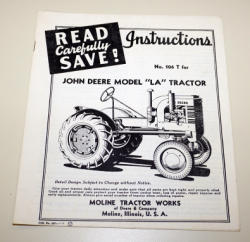 READ
Carefully
SAVE!
Instructions
No. 106 T for
JOHN DEERE MODEL "LA" TRACTOR
Detail Design Subject to Change without Notice.
MOLINE TRACTOR WORKS
of Deere & Company
Moline, Illinois, U. S. A.